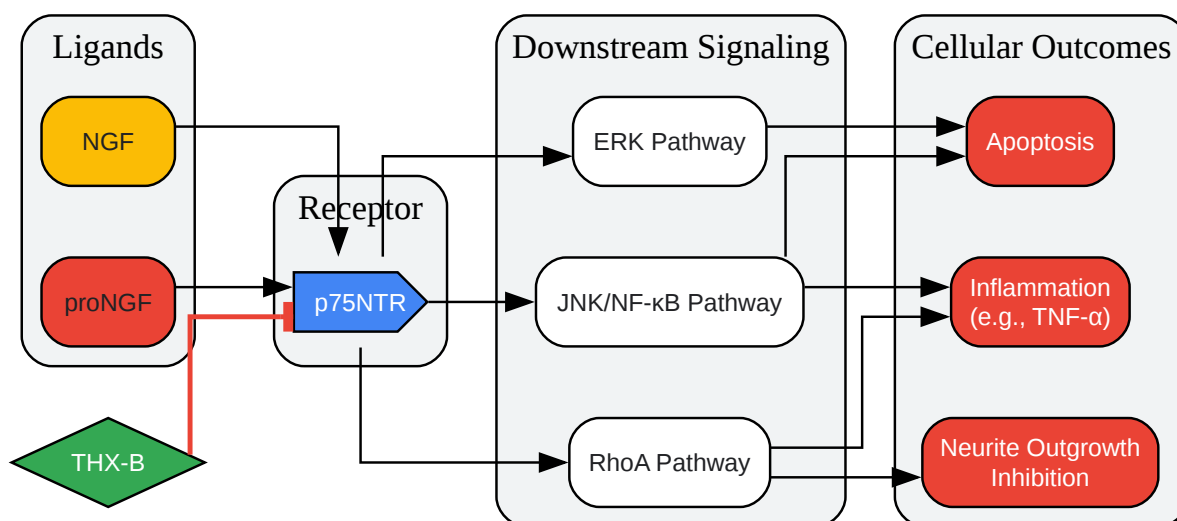 Ligands
NGF
proNGF
THX-B
Receptor
p75NTR
Downstream Signaling
ERK Pathway
JNK/NF-κB Pathway
RhoA Pathway
Cellular Outcomes
Apoptosis
Inflammation
(e.g., TNF-α)
Neurite Outgrowth
Inhibition